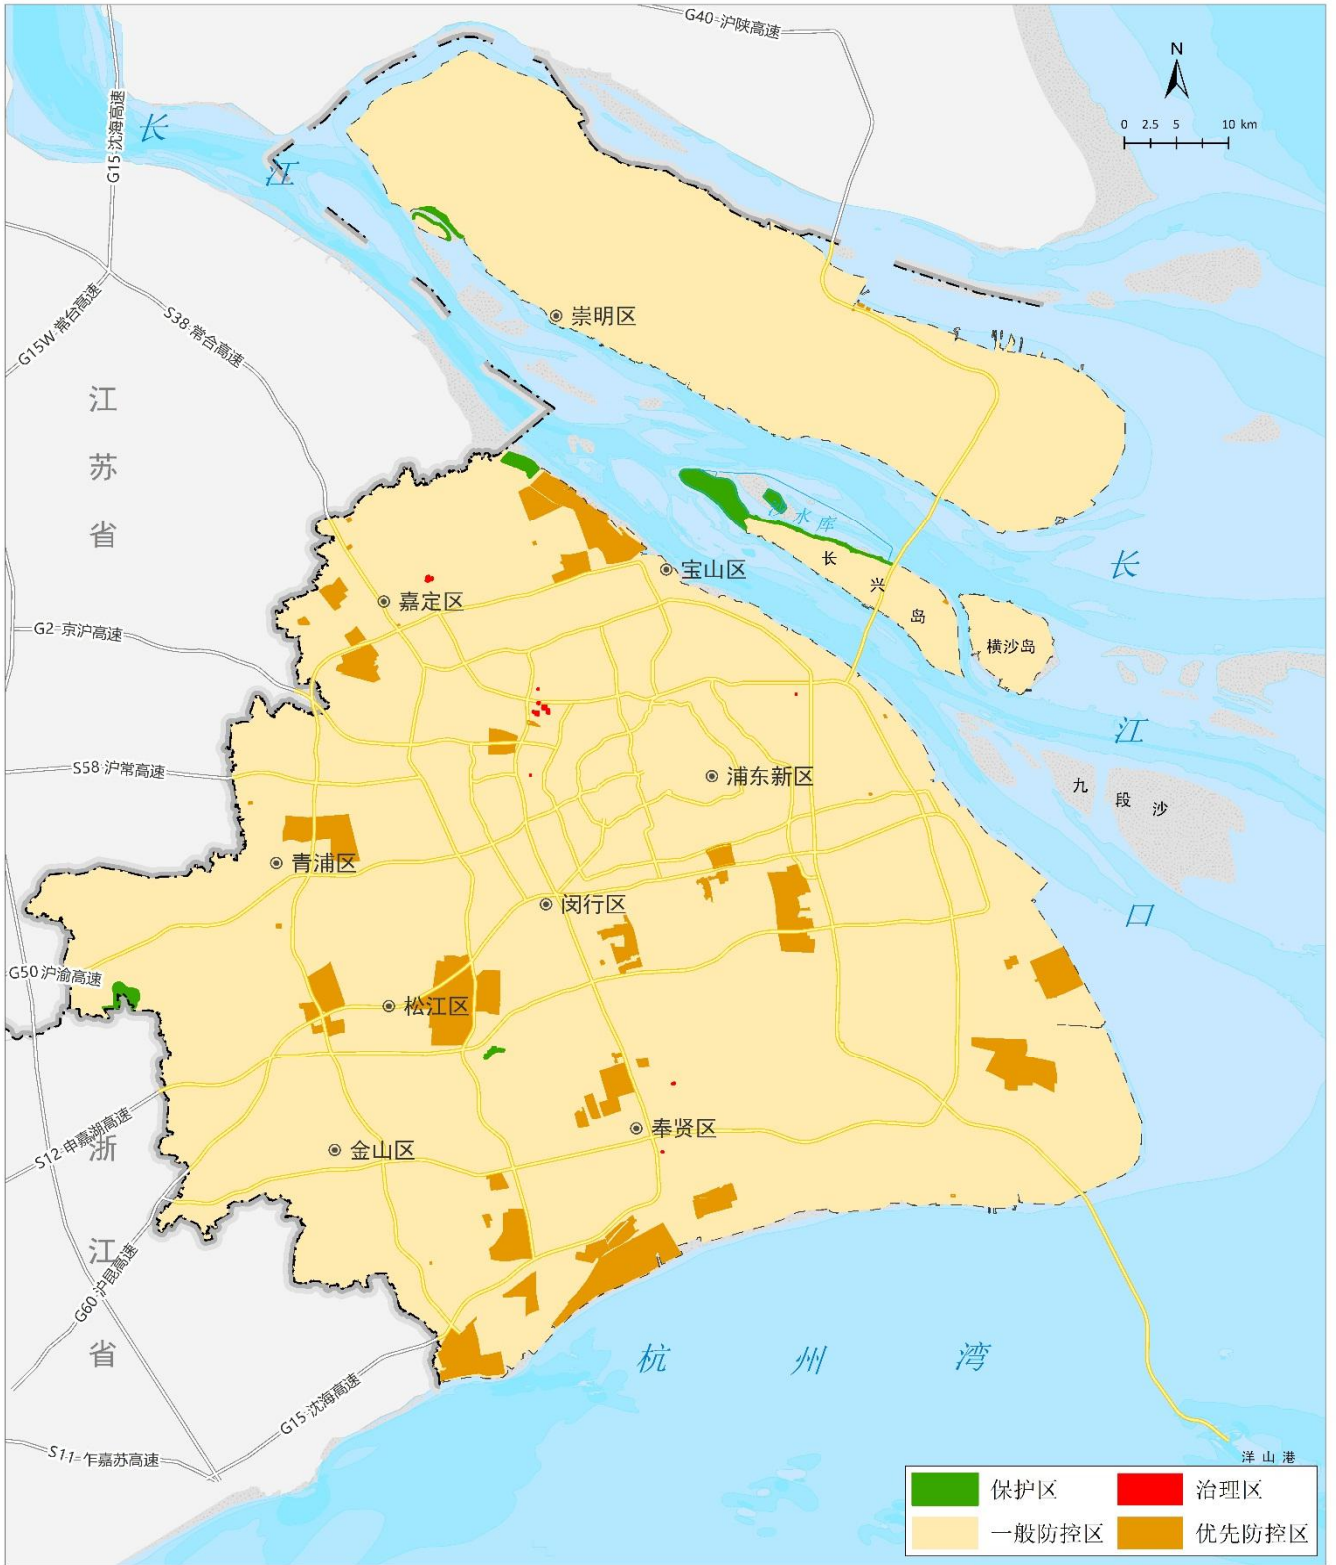 G40 沪陕高速
N
0 2.5 5 10 km
长
江
G15 沈海高速
G15W 常台高速
S38 常合高速
崇明区
江
苏
省
水库
长
兴
岛
横沙岛
长
江
口
宝山区
嘉定区
G2 京沪高速
S58 沪常高速
浦东新区
九
段
沙
青浦区
闵行区
G50 沪渝高速
松江区
S12 申嘉湖高速
奉贤区
金山区
浙
江
省
G60 沪昆高速
杭 州 湾
G15 沈海高速
S11 乍嘉苏高速
洋山港
保护区 治理区
一般防控区 优先防控区